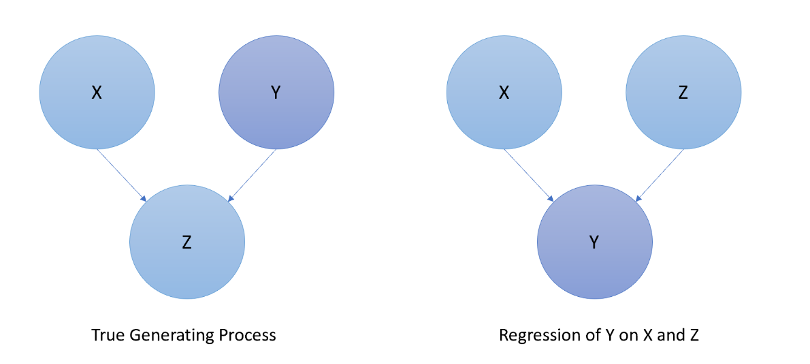 X
Y
Z
True Generating Process
X
Z
Y
Regression of Y on X and Z